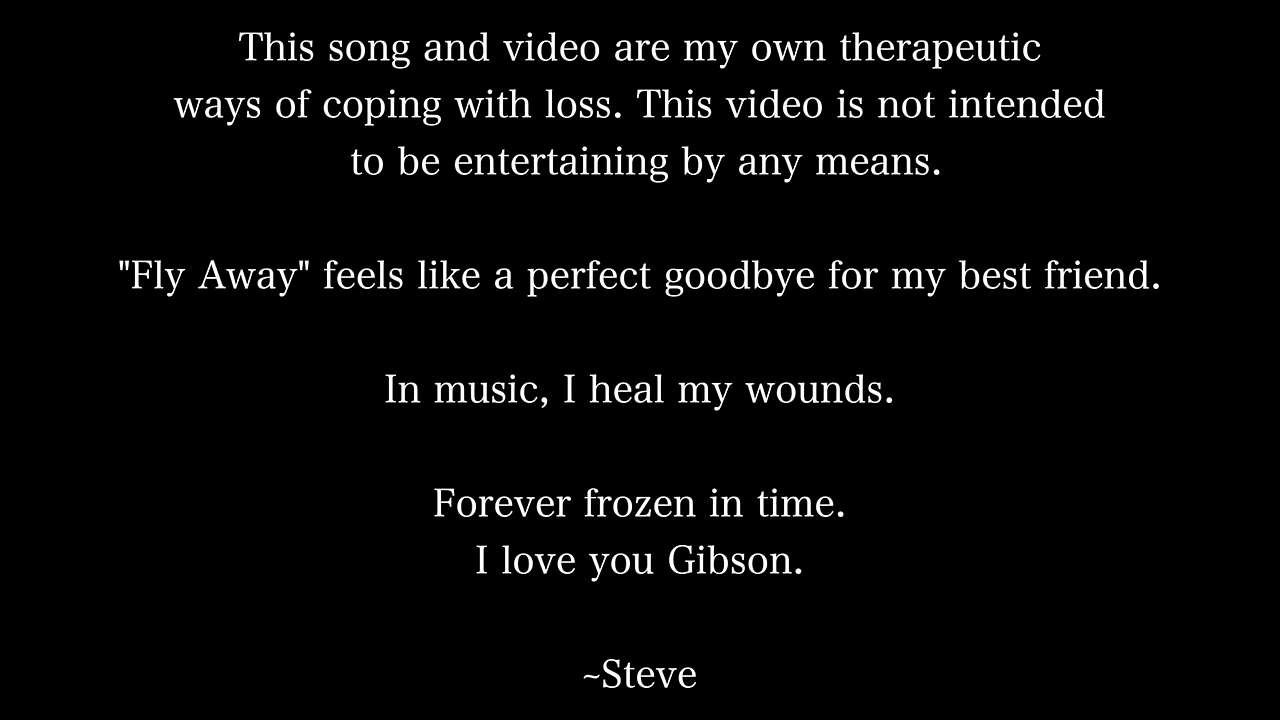 This song and video are my own therapeutic
ways of coping with loss. This video is not intended
to be entertaining by any means.
"Fly Away" feels like a perfect goodbye for my best friend.
In music, I heal my wounds.
Forever frozen in time.
I love you Gibson.
~Steve